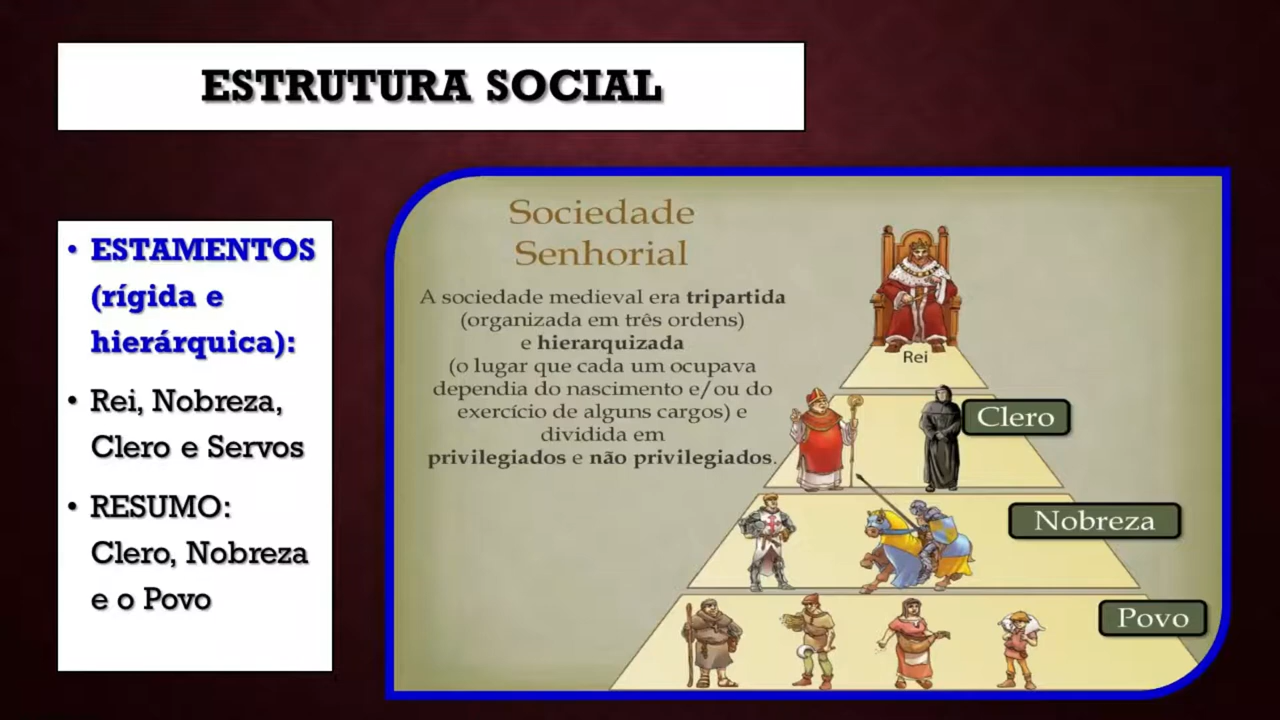 ESTRUTURA SOCIAL
• ESTAMENTOS
(rígida e
hierárquica):
• Rei, Nobreza,
Clero e Servos
• RESUMO:
Clero, Nobreza
e o Povo
Sociedade
Senhorial
A sociedade medieval era tripartida
(organizada em três ordens)
e hierarquizada
(o lugar que cada um ocupava
dependia do nascimento e/ou do
exercício de alguns cargos) e
dividida em
privilegiados e não privilegiados.
Rei
Clero
Nobreza
Povo